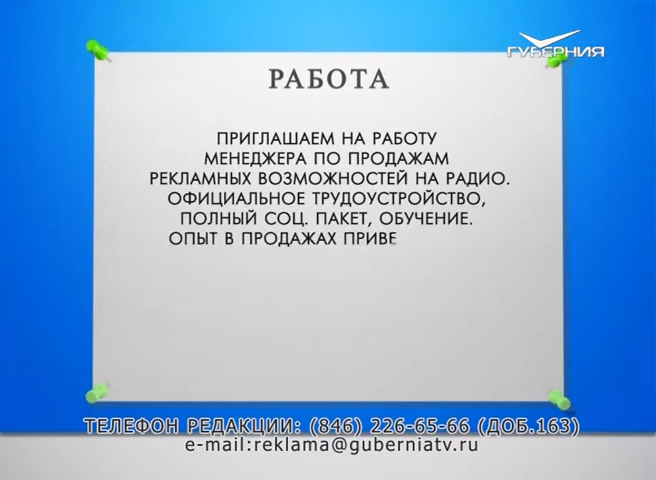 ГУБЕРНИЯ
РАБОТА
ПРИГЛАШАЕМ НА РАБОТУ
МЕНЕДЖЕРА ПО ПРОДАЖАМ
РЕКЛАМНЫХ ВОЗМОЖНОСТЕЙ НА РАДИО.
ОФИЦИАЛЬНОЕ ТРУДОУСТРОЙСТВО,
ПОЛНЫЙ СОЦ. ПАКЕТ, ОБУЧЕНИЕ.
ОПЫТ В ПРОДАЖАХ ПРИВЕ
ТЕЛЕФОН РЕДАКЦИИ: (846) 226-65-66 (ДОБ.163)
e-mail:reklama@guberniatv.ru